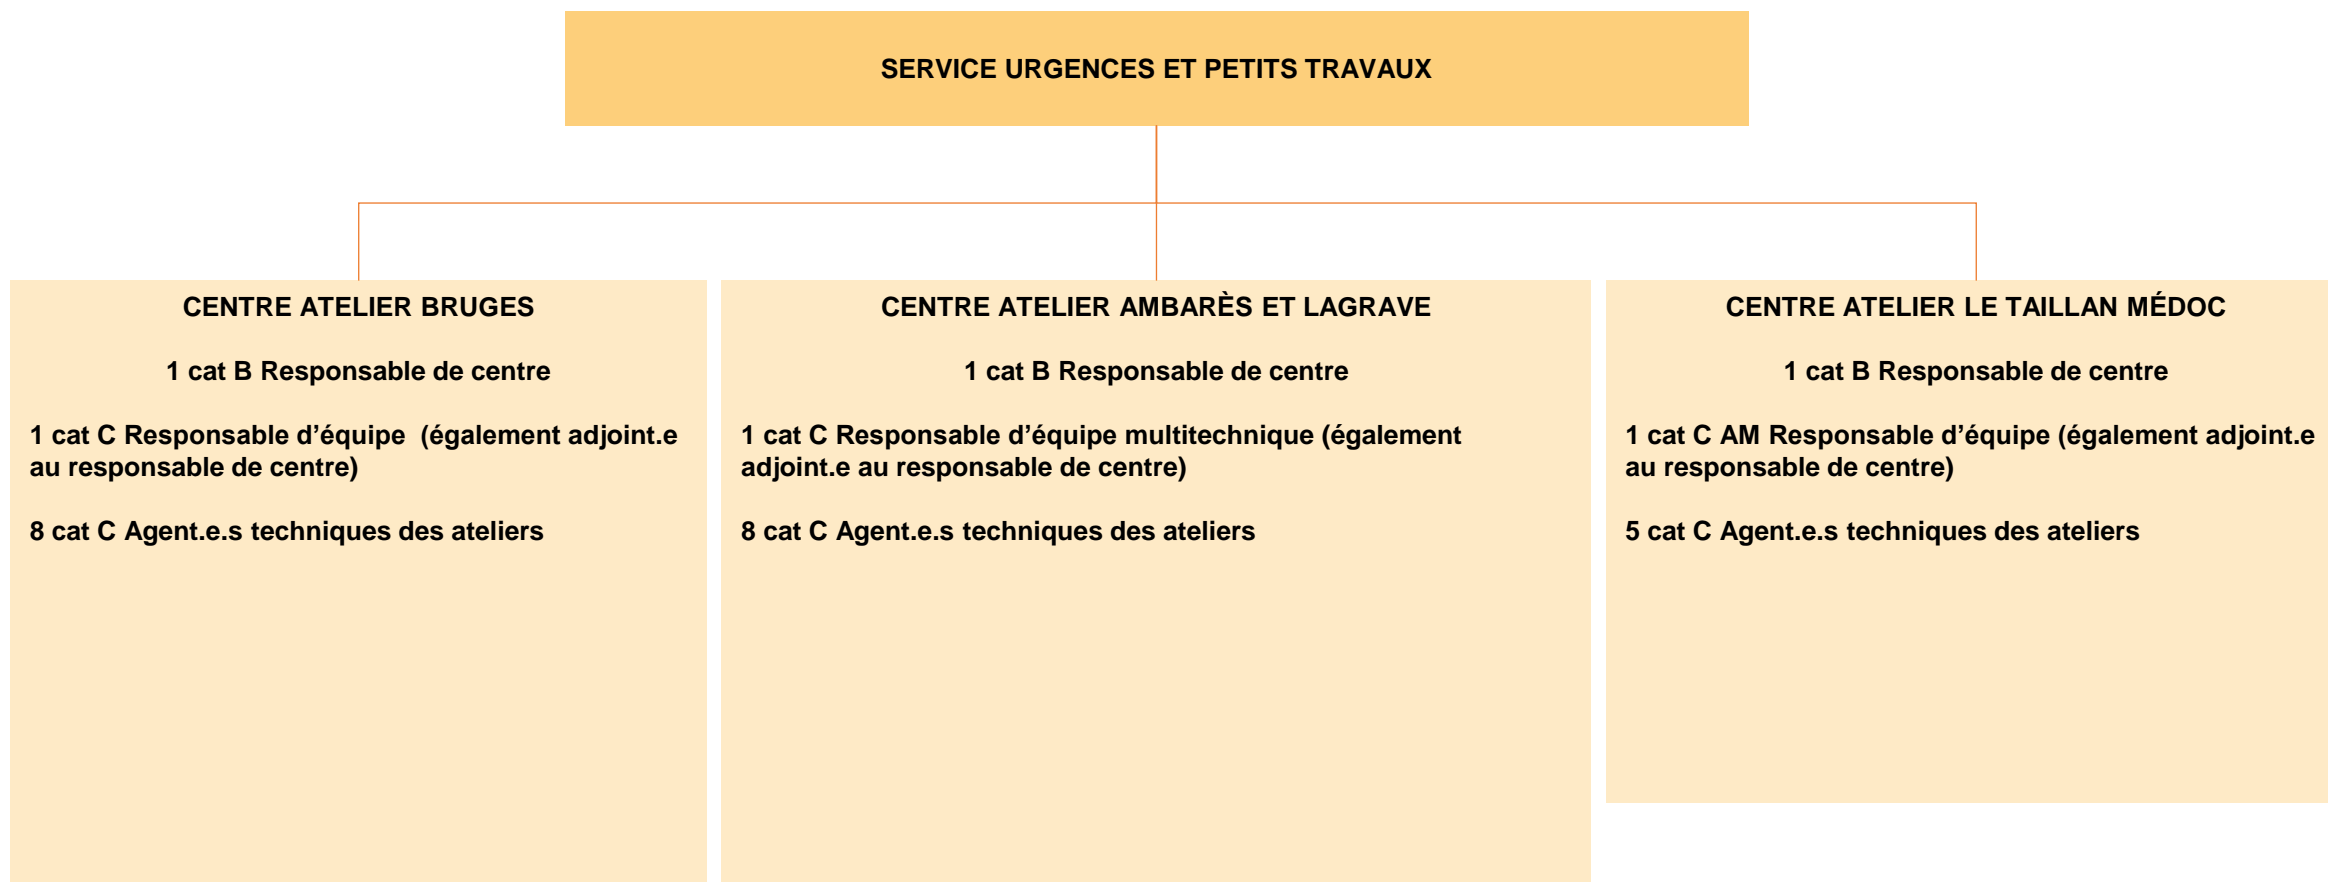 SERVICE URGENCES ET PETITS TRAVAUX
CENTRE ATELIER BRUGES
1 cat B Responsable de centre
1 cat C Responsable d’équipe  (également adjoint.e
au responsable de centre)
8 cat C Agent.e.s techniques des ateliers
CENTRE ATELIER AMBARÈS ET LAGRAVE
1 cat B Responsable de centre
1 cat C Responsable d’équipe multitechnique (également
adjoint.e au responsable de centre)
8 cat C Agent.e.s techniques des ateliers
CENTRE ATELIER LE TAILLAN MÉDOC
1 cat B Responsable de centre
1 cat C AM Responsable d’équipe (également adjoint.e
au responsable de centre)
5 cat C Agent.e.s techniques des ateliers